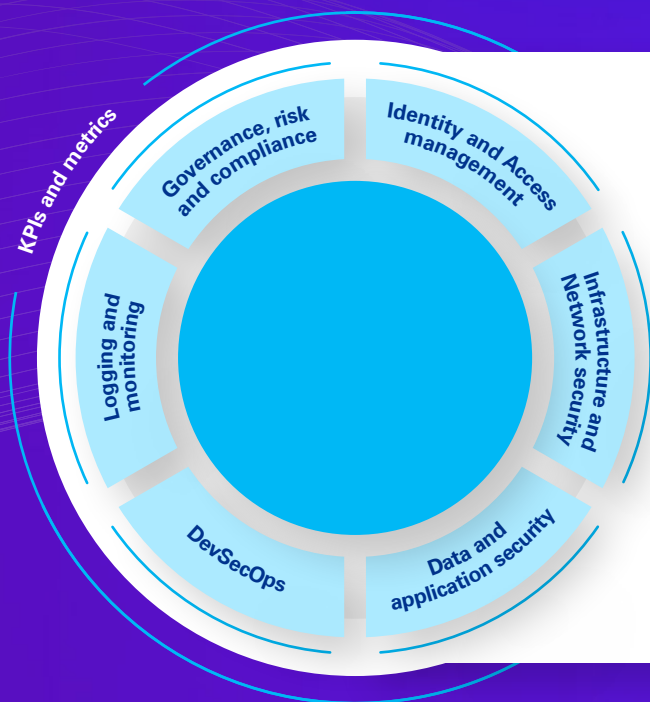 KPIs and metrics
Governance, risk
and compliance
Identity and Access
management
Infrastructure and
Network security
Data and
application security
DevSecOps
Logging and
monitoring